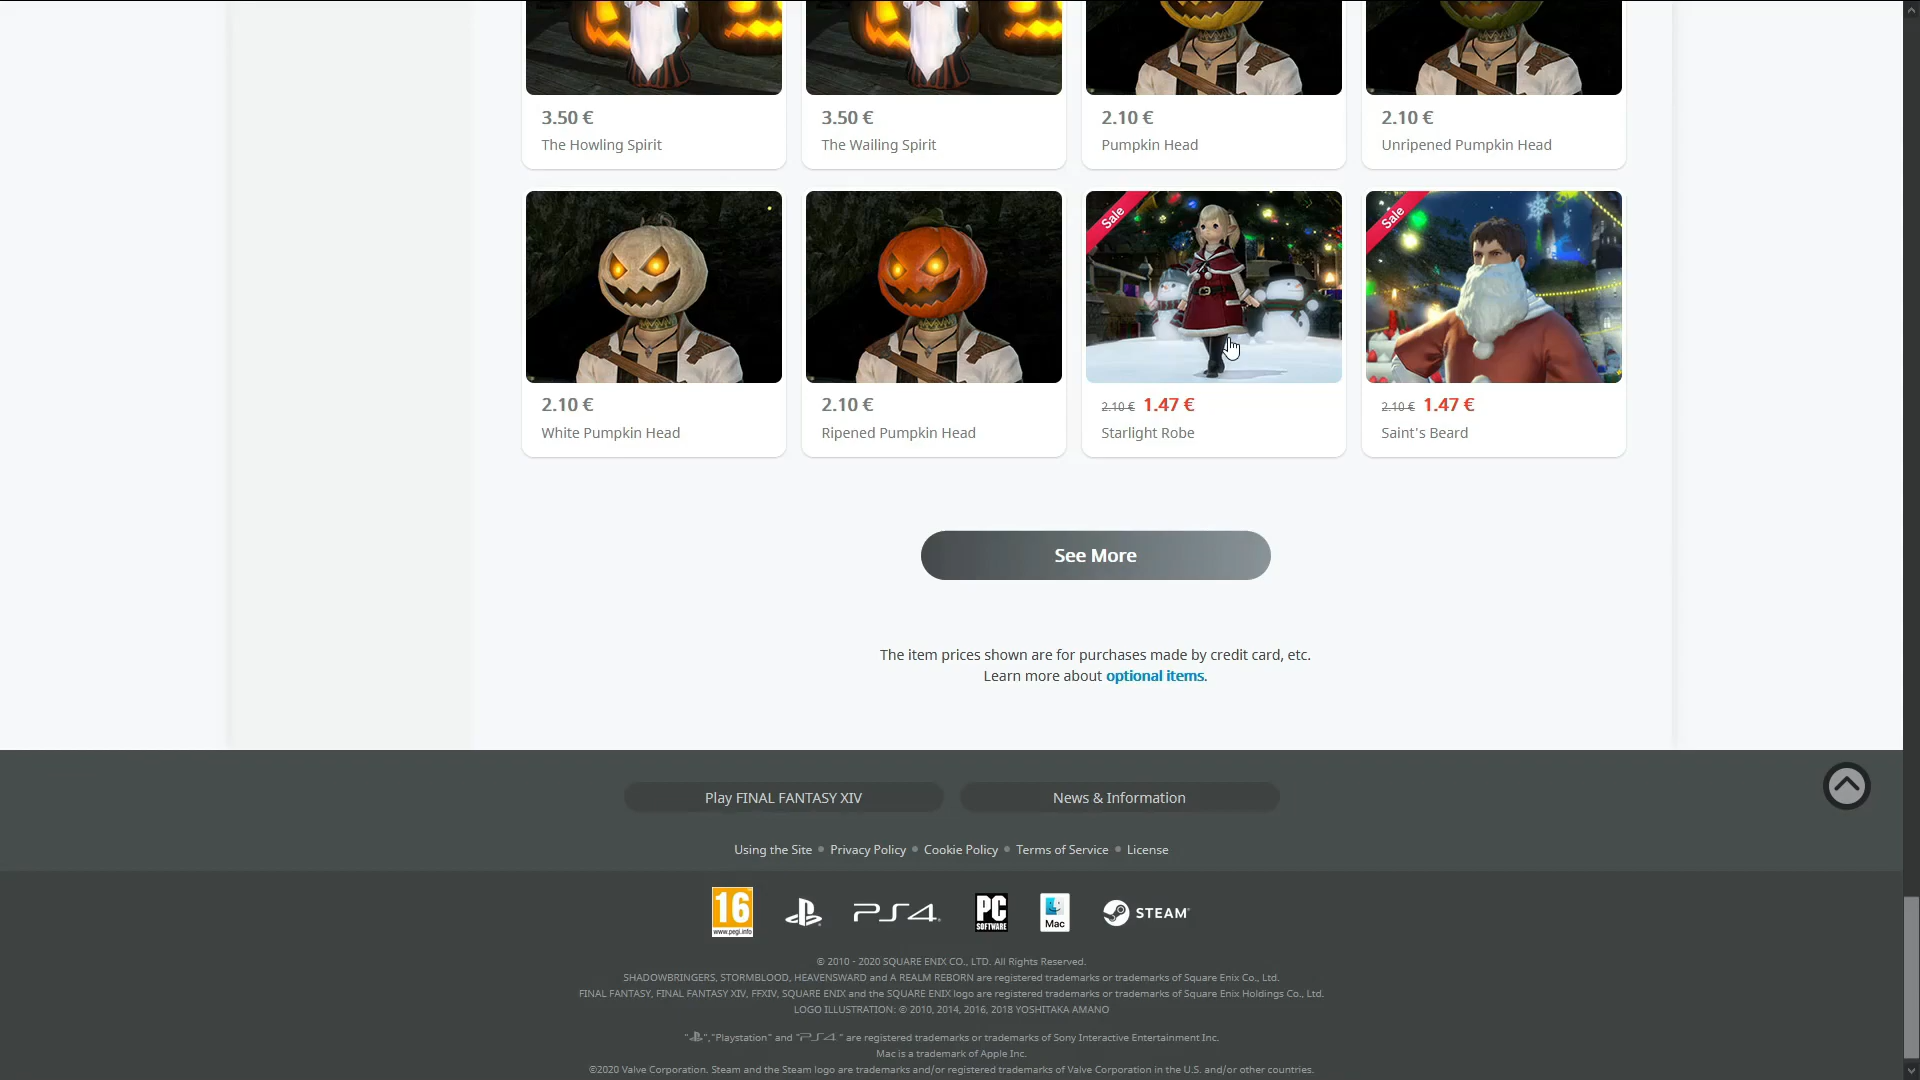 3.50 €
The Howling Spirit
3.50 €
The Wailing Spirit
2.10 €
Pumpkin Head
2.10 €
Unripened Pumpkin Head
2.10 €
White Pumpkin Head
2.10 €
Ripened Pumpkin Head
Sale
2.10 € 1.47 €
Starlight Robe
Sale
2.10 € 1.47 €
Saint's Beard
See More
The item prices shown are for purchases made by credit card, etc.
Learn more about optional items.
Play FINAL FANTASY XIV
News & Information
Using the Site • Privacy Policy • Cookie Policy • Terms of Service • License
16
www.pegi.info
PS4
PC
SOFTWARE
Mac
STEAM
© 2010 - 2020 SQUARE ENIX CO., LTD. All Rights Reserved.
SHADOWBRINGERS, STORMBLOOD, HEAVENSWARD and A REALM REBORN are registered trademarks or trademarks of Square Enix Co., Ltd.
FINAL FANTASY, FINAL FANTASY XIV, FFXIV, SQUARE ENIX and the SQUARE ENIX logo are registered trademarks or trademarks of Square Enix Holdings Co., Ltd.
LOGO ILLUSTRATION: © 2010, 2014, 2016, 2018 YOSHITAKA AMANO
"PS", "Playstation" and "PS4" are registered trademarks or trademarks of Sony Interactive Entertainment Inc.
Mac is a trademark of Apple Inc.
©2020 Valve Corporation. Steam and the Steam logo are trademarks and/or registered trademarks of Valve Corporation in the U.S. and/or other countries.